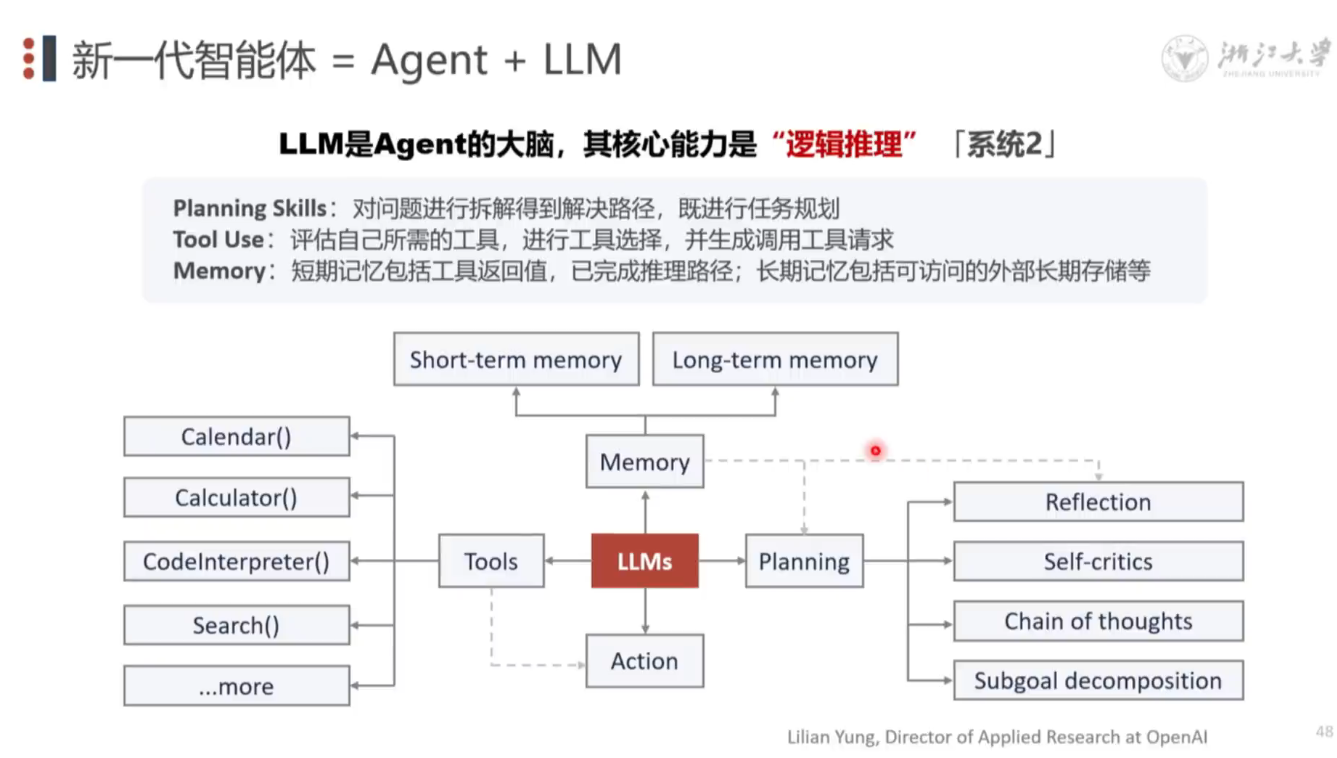 新一代智能体 = Agent + LLM
浙江大学
ZHEJIANG UNIVERSITY
LLM是Agent的大脑，其核心能力是“逻辑推理” 「系统2」
Planning Skills：对问题进行拆解得到解决路径，既进行任务规划
Tool Use：评估自己所需的工具，进行工具选择，并生成调用工具请求
Memory：短期记忆包括工具返回值，已完成推理路径；长期记忆包括可访问的外部长期存储等
Short-term memory
Long-term memory
Calendar()
Calculator()
CodeInterpreter()
Search()
...more
Tools
Memory
LLMs
Action
Planning
Reflection
Self-critics
Chain of thoughts
Subgoal decomposition
Lilian Yung, Director of Applied Research at OpenAI
48